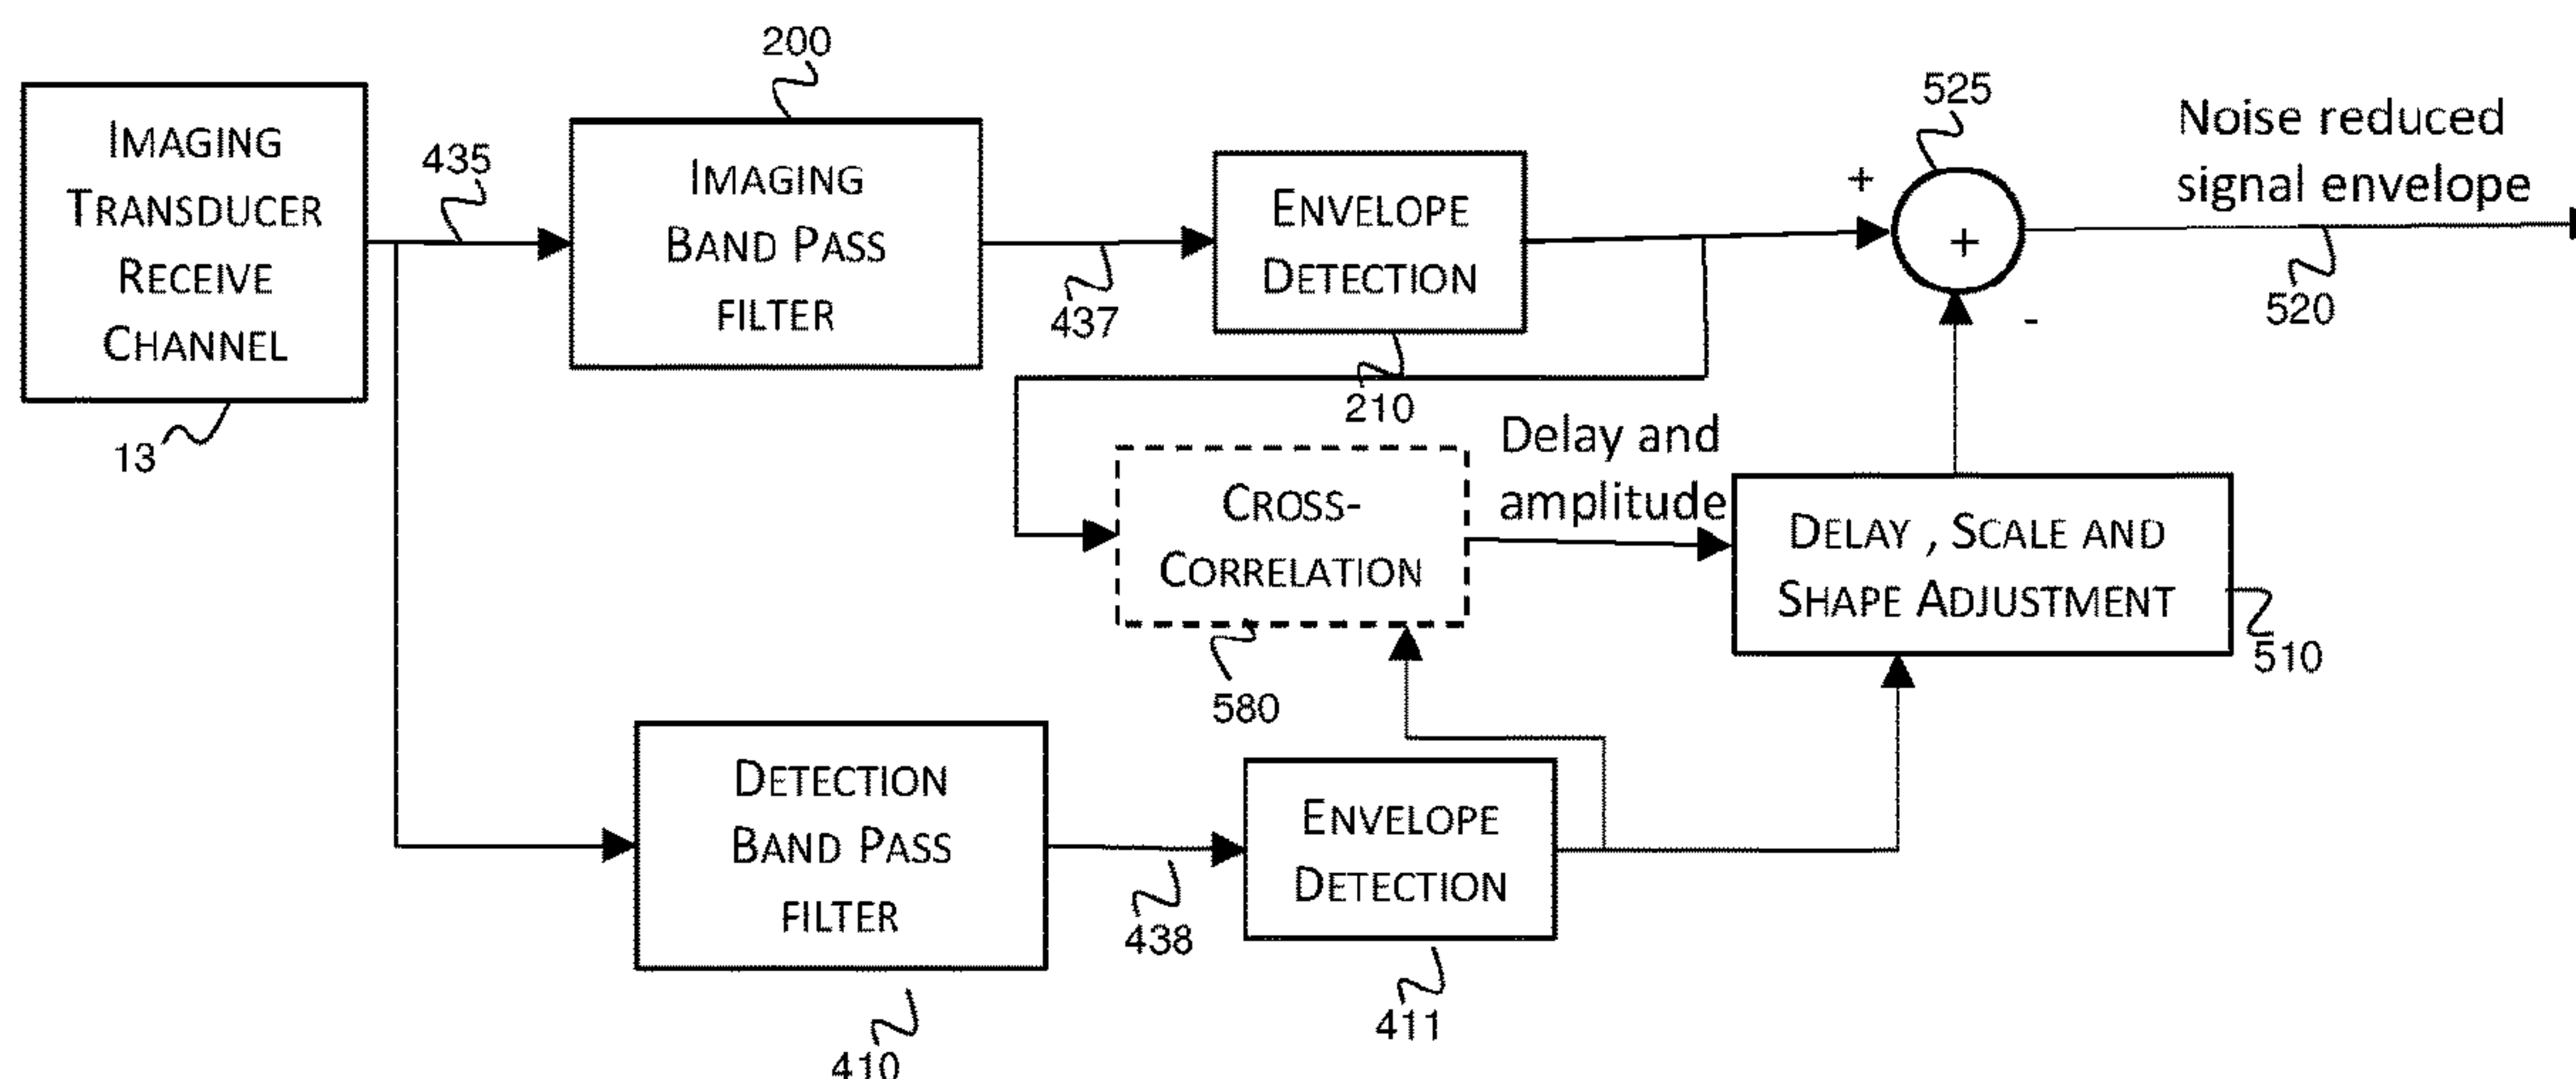 200
IMAGING
TRANSDUCER
RECEIVE
CHANNEL
13
435
IMAGING
BAND PASS
FILTER
437
ENVELOPE
DETECTION
210
525
+
+
-
Noise reduced
signal envelope
520
CROSS-
CORRELATION
580
Delay and
amplitude
DELAY , SCALE AND
SHAPE ADJUSTMENT
510
DETECTION
BAND PASS
FILTER
410
438
ENVELOPE
DETECTION
411